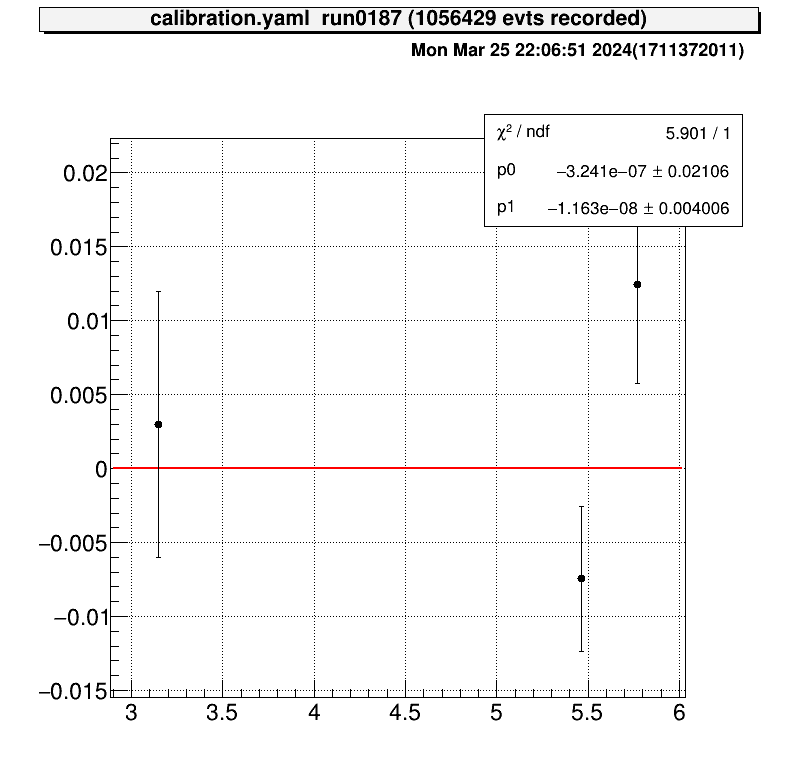 calibration.yaml  run0187 (1056429 evts recorded)
Mon Mar 25 22:06:51 2024(1711372011)
χ² / ndf 5.901 / 1
p0 −3.241e−07 ± 0.02106
p1 −1.163e−08 ± 0.004006
0.02
0.015
0.01
0.005
0
−0.005
−0.01
−0.015
3 3.5 4 4.5 5 5.5 6